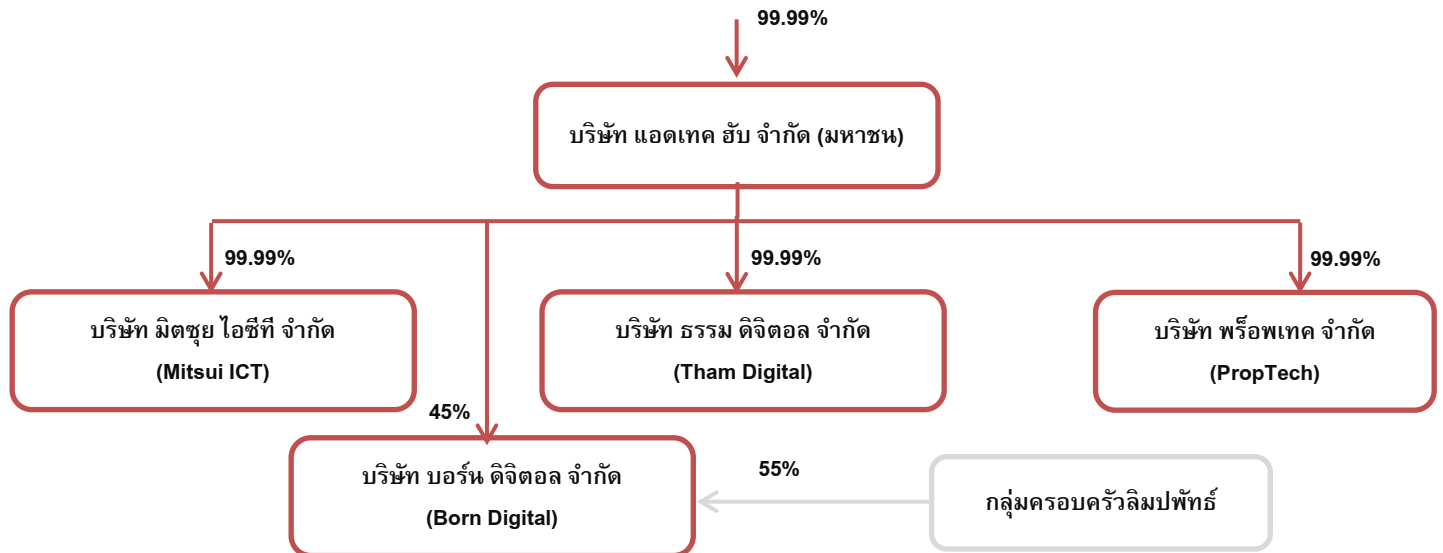 99.99%
บริษัท แอดเทค ฮับ จำกัด (มหาชน)
99.99%
99.99%
99.99%
บริษัท มิตซุย ไอซีที จำกัด
(Mitsui ICT)
บริษัท ธรรม ดิจิตอล จำกัด
(Tham Digital)
บริษัท พร็อพเทค จำกัด
(PropTech)
45%
บริษัท บอร์น ดิจิตอล จำกัด
(Born Digital)
55%
กลุ่มครอบครัวลิมปพัทธ์